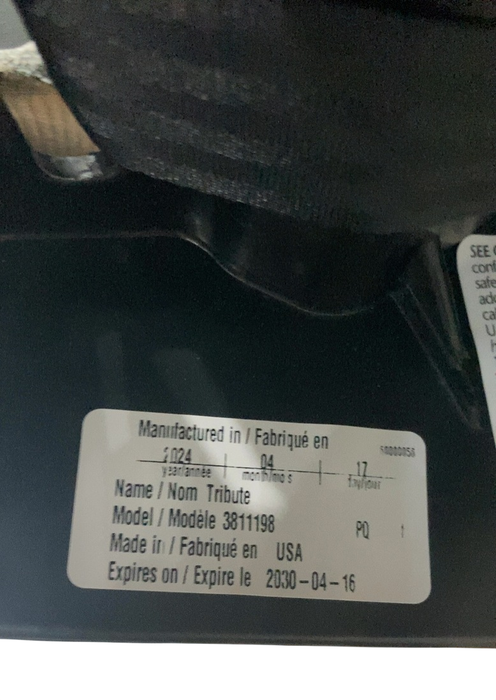 Manufactured in / Fabriqué en
2024 04 17
year/année month/mois day/jour
Name / Nom Tribute
Model / Modèle 3811198 PQ
Made in / Fabriqué en USA
Expires on / Expire le 2030-04-16
SEE
safe